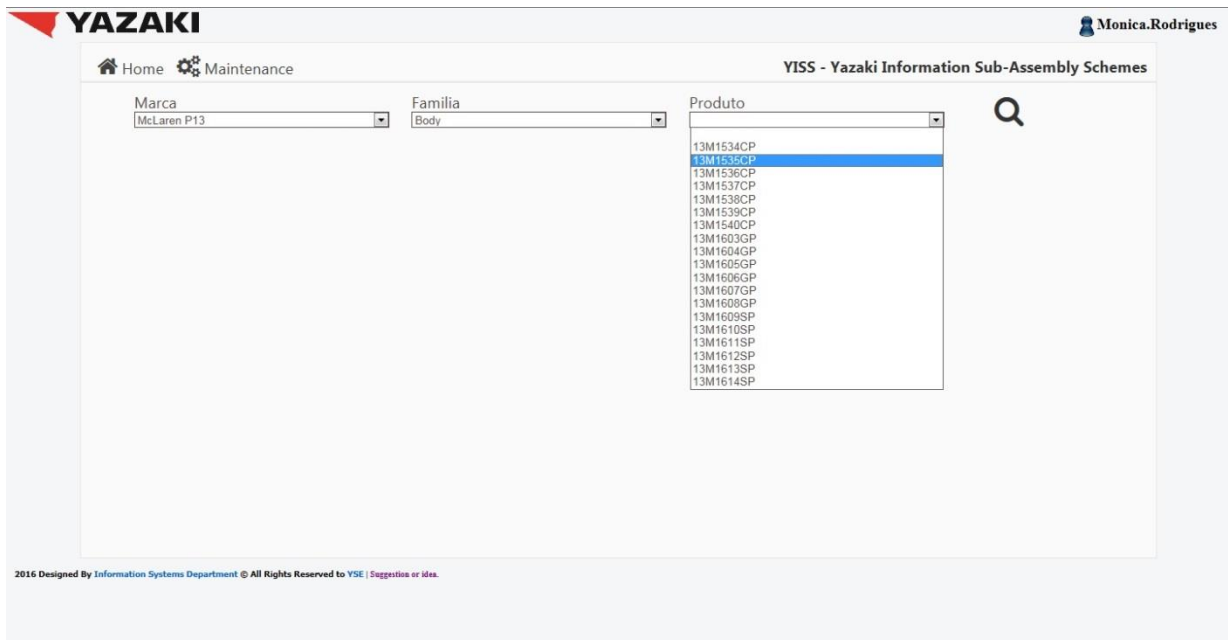 YAZAKI
Monica.Rodrigues
Home Maintenance
YISS - Yazaki Information Sub-Assembly Schemes
Marca Familia Produto
McLaren P13 Body
13M1534CP
13M1535CP
13M1536CP
13M1537CP
13M1538CP
13M1539CP
13M1540CP
13M1603GP
13M1604GP
13M1605GP
13M1606GP
13M1607GP
13M1608GP
13M1609SP
13M1610SP
13M1611SP
13M1612SP
13M1613SP
13M1614SP
2016 Designed By Information Systems Department © All Rights Reserved to YSE | Suggestion or idea.